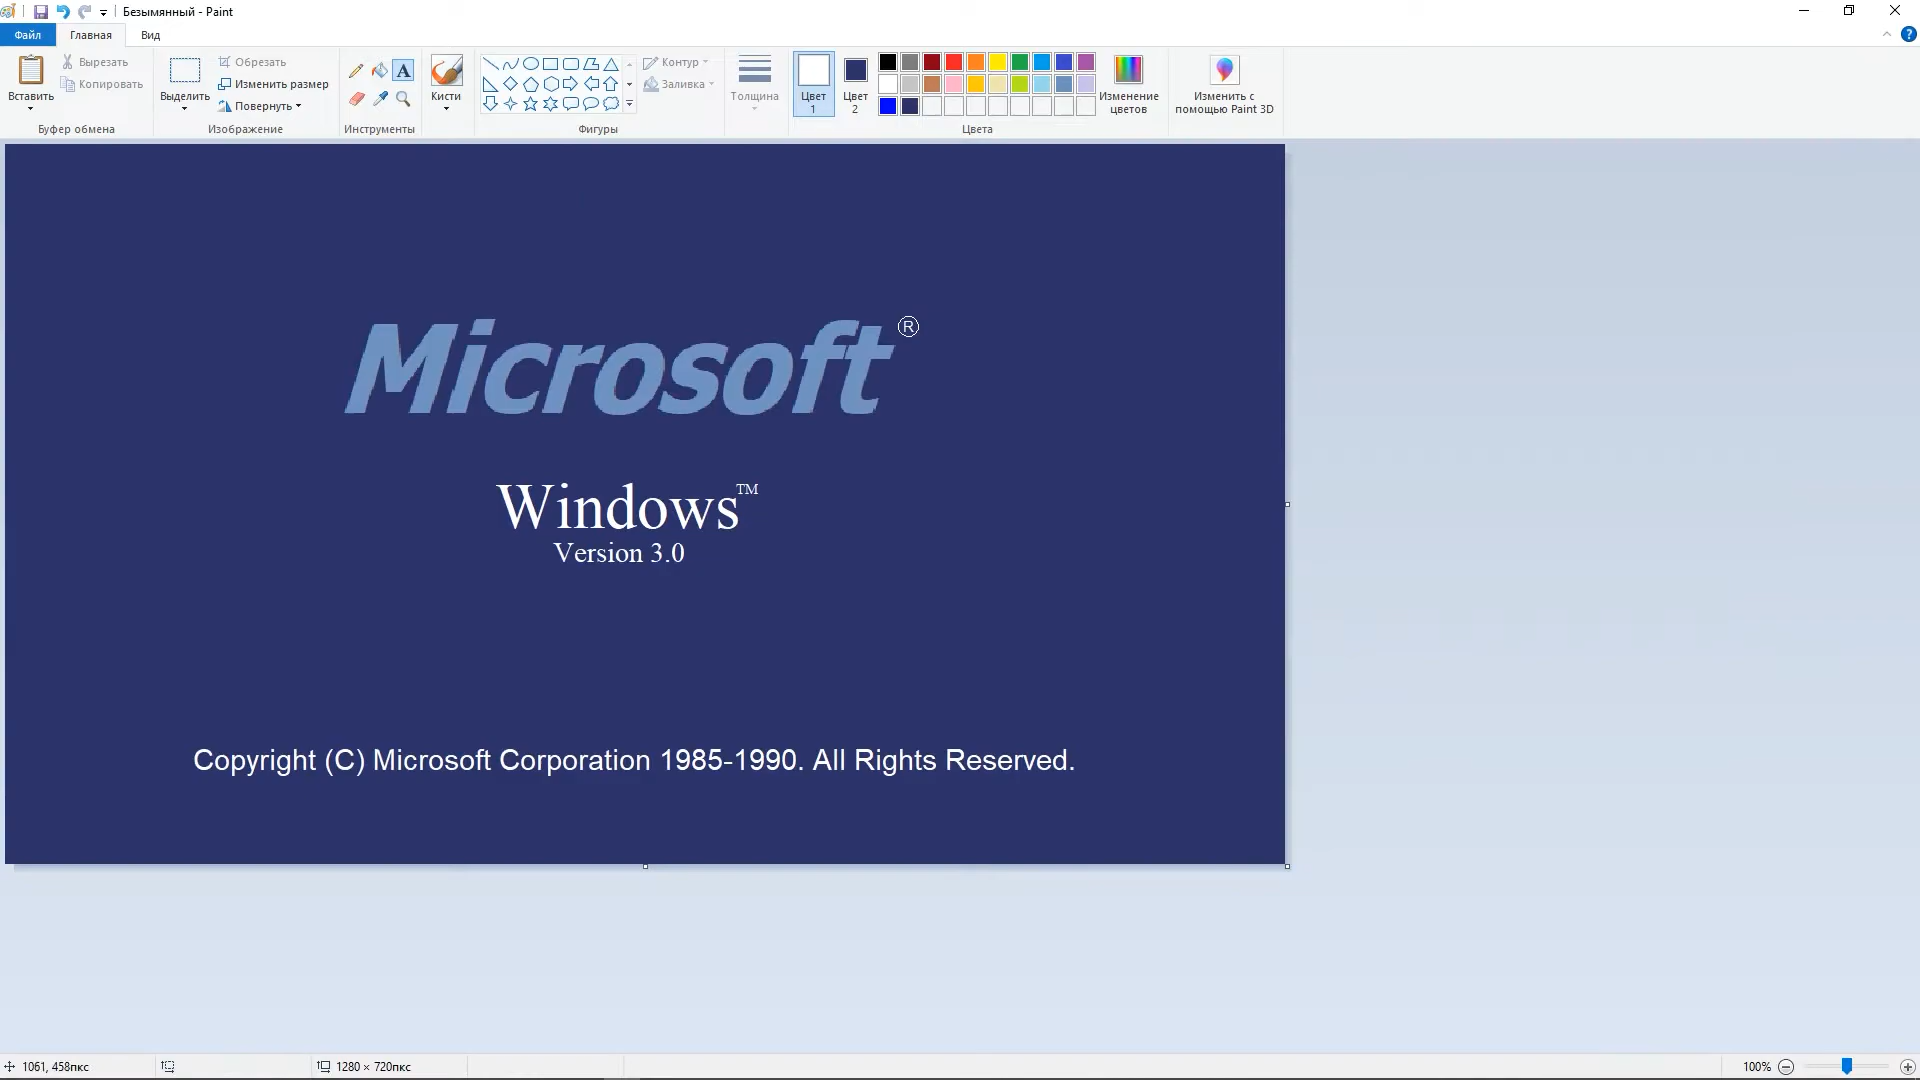 Безымянный - Paint
Файл Главная Вид
Вставить
Вырезать
Копировать
Буфер обмена
Выделить
Обрезать
Изменить размер
Повернуть
Изображение
A
Инструменты
Кисти
Фигуры
Контур
Заливка
Толщина
Цвет
1
Цвет
2
Цвета
Изменение
цветов
Изменить с
помощью Paint 3D
Microsoft ®
Windows™
Version 3.0
Copyright (C) Microsoft Corporation 1985-1990. All Rights Reserved.
1061, 458пкс
1280 × 720пкс
100%